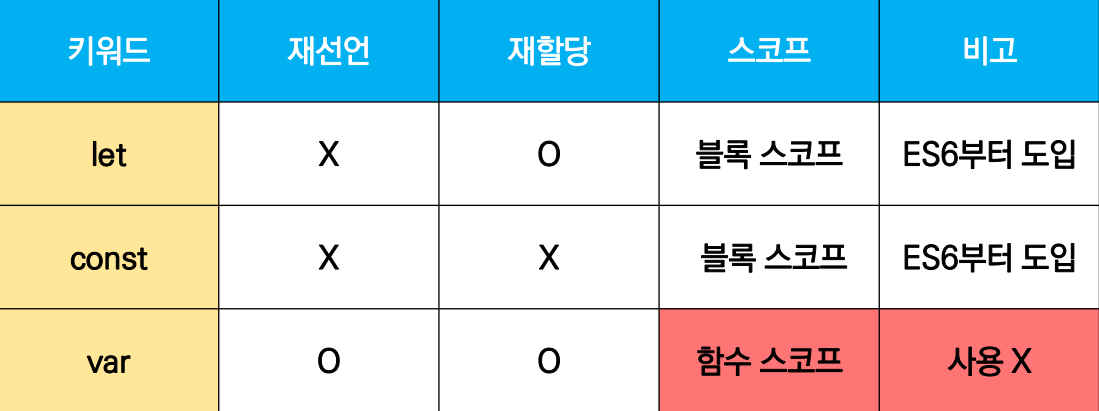 키워드 재선언 재할당 스코프 비고
let X O 블록 스코프 ES6부터 도입
const X X 블록 스코프 ES6부터 도입
var O O 함수 스코프 사용 X